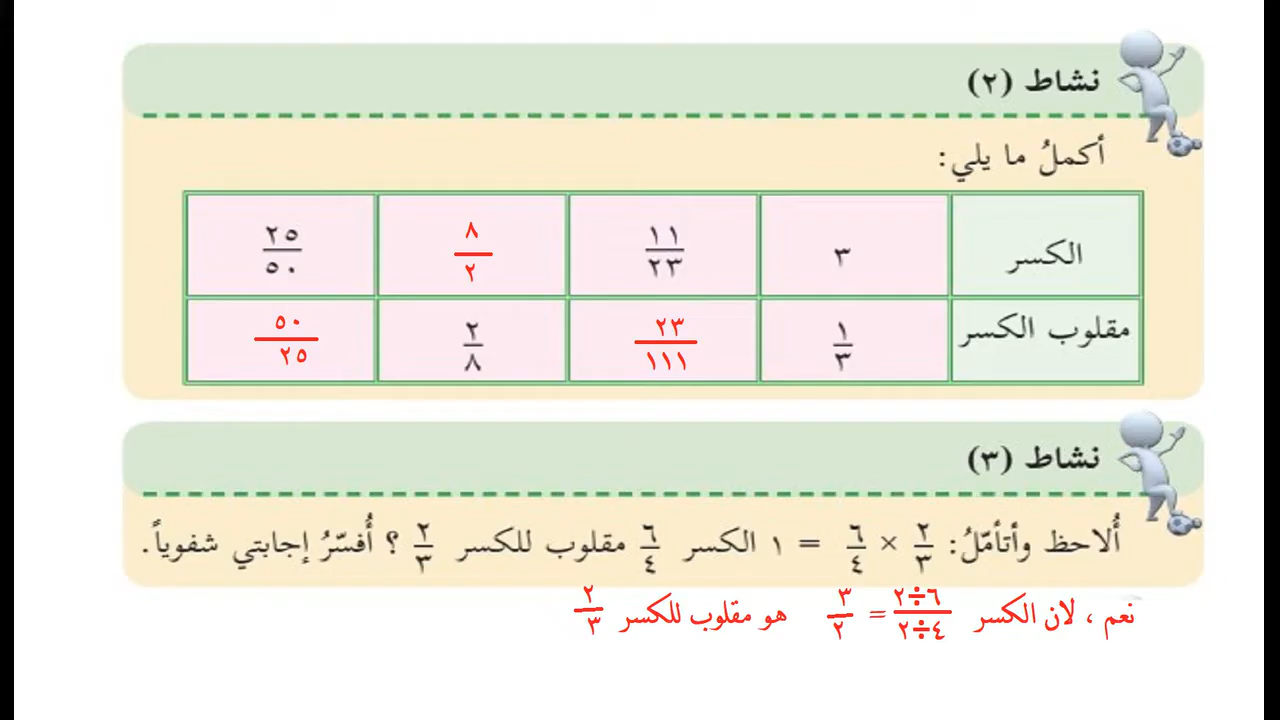 نشاط (٢)
أكملُ ما يلي:
الكسر ٣ ١١/٢٣ ٨/٢ ٢٥/٥٠
مقلوب الكسر ١/٣ ٢٣/١١١ ٢/٨ ٥٠/٢٥
نشاط (٣)
أُلاحظ وأتأمّلُ: ٢/٣ × ٦/٤ = ١ الكسر ٦/٤ مقلوب للكسر ٢/٣ ؟ أُفسّرُ إجابتي شفوياً.
نعم ، لان الكسر ٦÷٢/٤÷٢ = ٣/٢ هو مقلوب للكسر ٢/٣